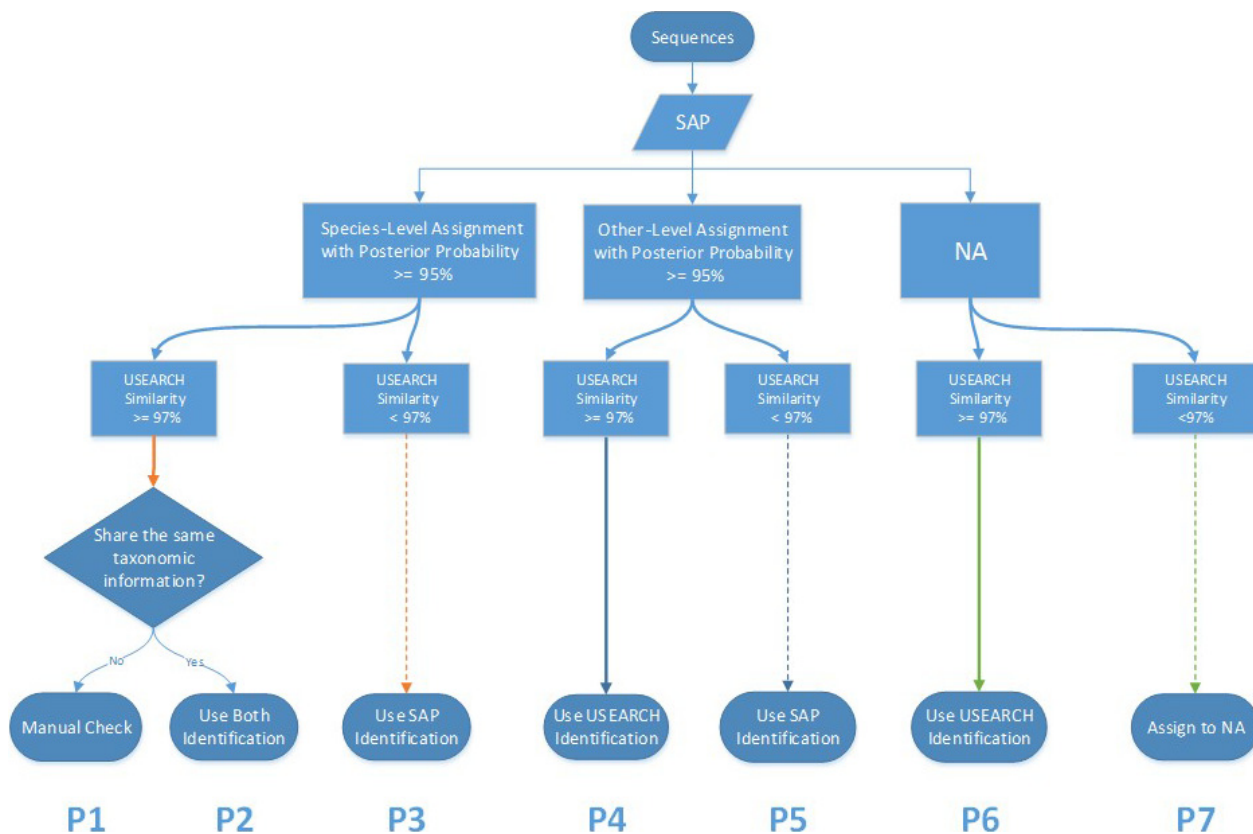 Sequences
SAP
Species-Level Assignment
with Posterior Probability
>= 95%
Other-Level Assignment
with Posterior Probability
>= 95%
NA
USEARCH
Similarity
>= 97%
USEARCH
Similarity
< 97%
USEARCH
Similarity
>= 97%
USEARCH
Similarity
< 97%
USEARCH
Similarity
>= 97%
USEARCH
Similarity
<97%
Share the same
taxonomic
information?
No
Yes
Manual Check
Use Both
Identification
Use SAP
Identification
Use USEARCH
Identification
Use SAP
Identification
Use USEARCH
Identification
Assign to NA
P1
P2
P3
P4
P5
P6
P7